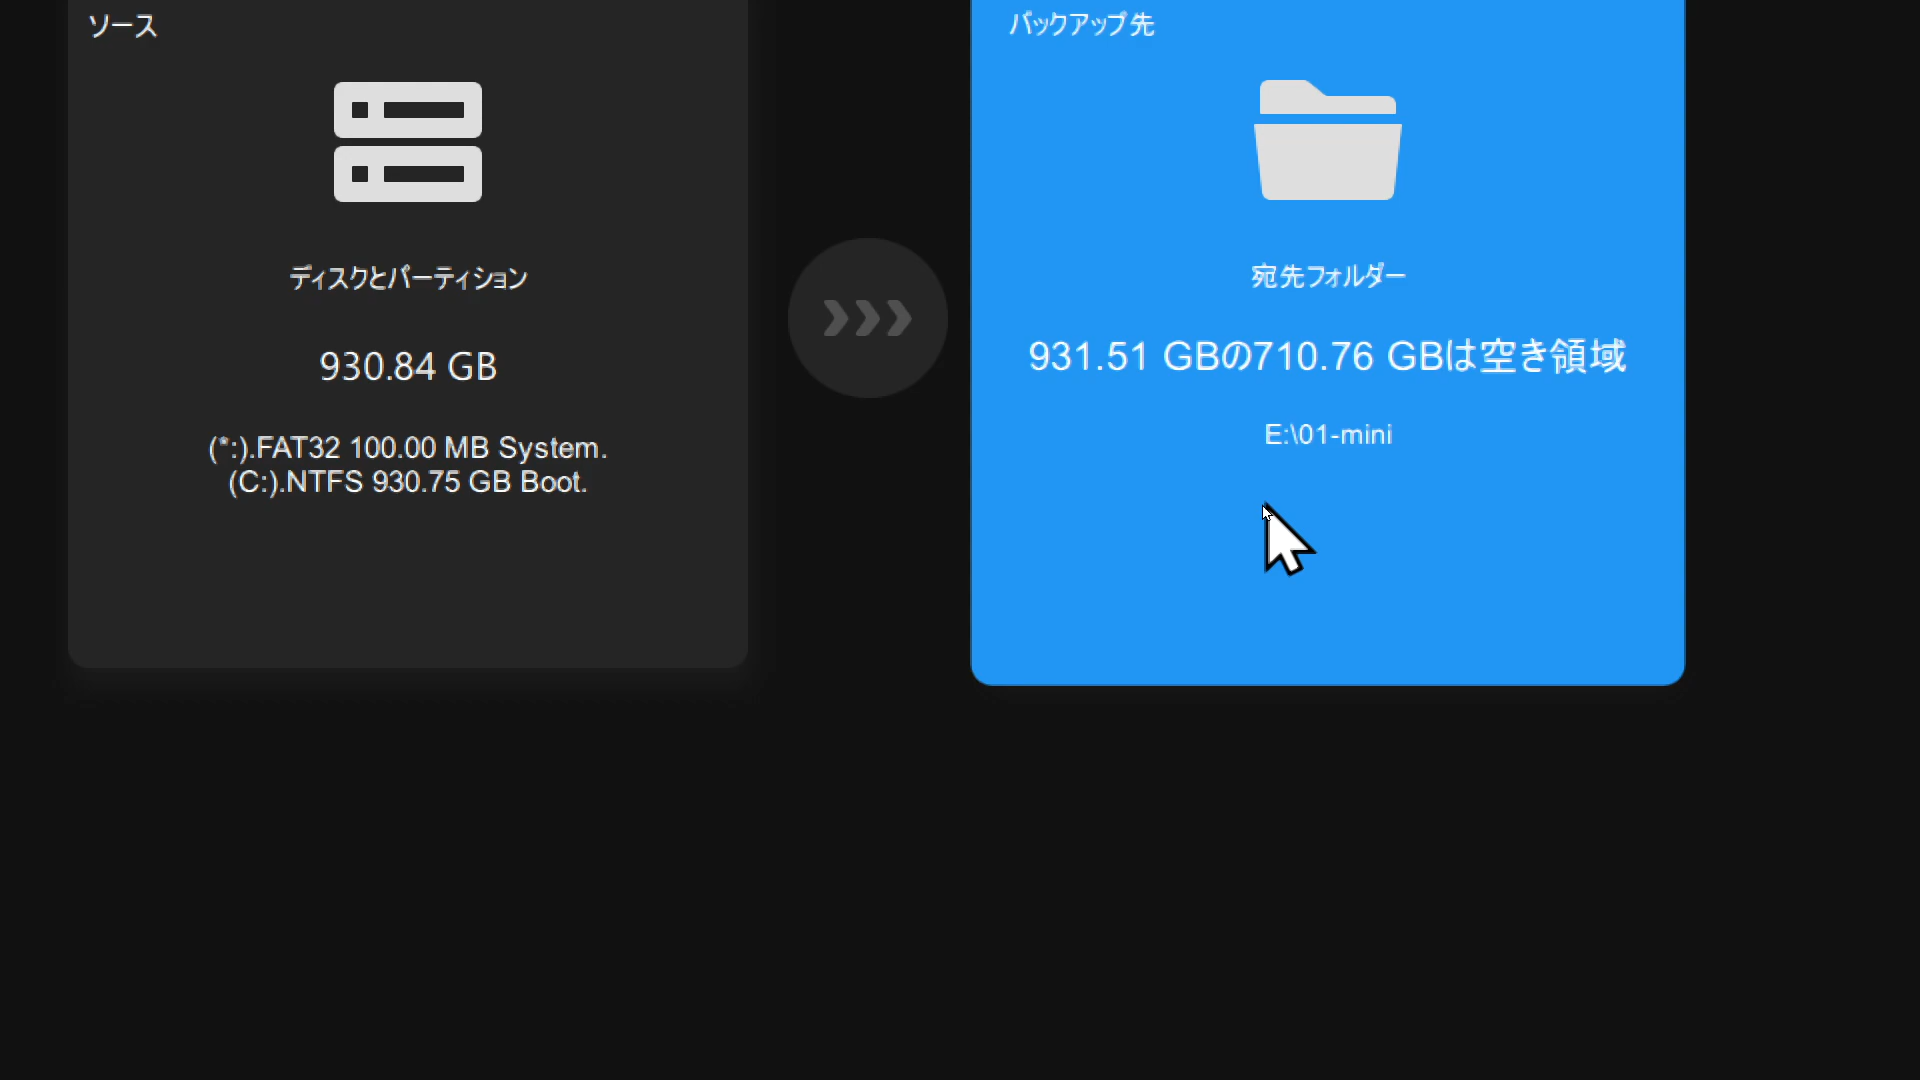 ソース
ディスクとパーティション
930.84 GB
(*:).FAT32 100.00 MB System.
(C:).NTFS 930.75 GB Boot.
バックアップ先
宛先フォルダー
931.51 GBの710.76 GBは空き領域
E:\01-mini